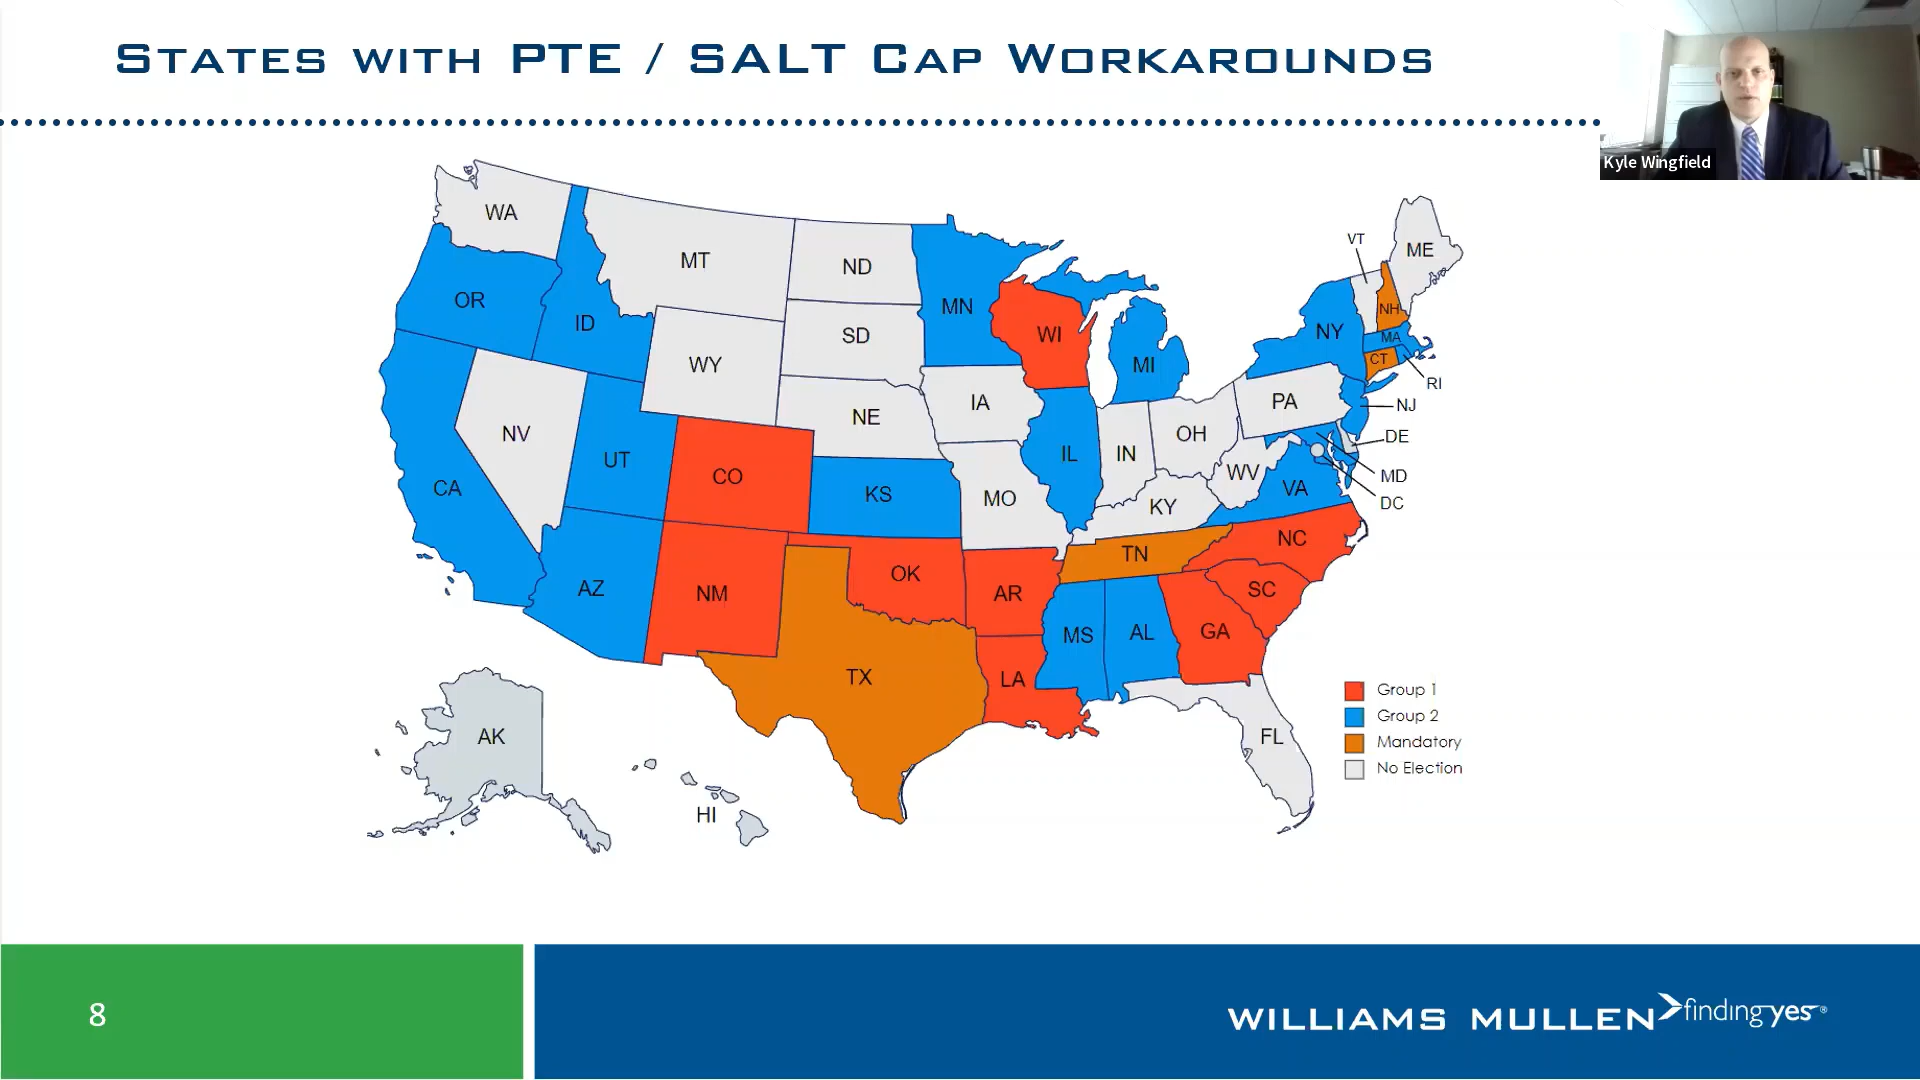 STATES WITH PTE / SALT CAP WORKAROUNDS
Kyle Wingfield
WA
MT
ND
MN
VT
ME
OR
ID
SD
WI
NH
NY
MA
WY
MI
CT
RI
NE
IA
PA
NJ
NV
OH
DE
UT
CO
KS
IL
IN
WV
MD
CA
MO
KY
VA
DC
NC
TN
AZ
NM
OK
AR
SC
MS
AL
GA
TX
LA
AK
FL
HI
Group 1
Group 2
Mandatory
No Election
8
WILLIAMS MULLEN finding yes®